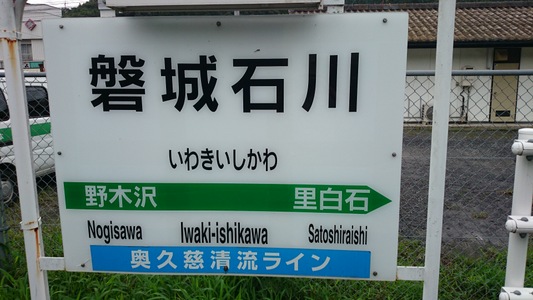 磐城石川
いわきいしかわ
野木沢 里白石
Nogisawa Iwaki-ishikawa Satoshiraishi
奥久慈清流ライン